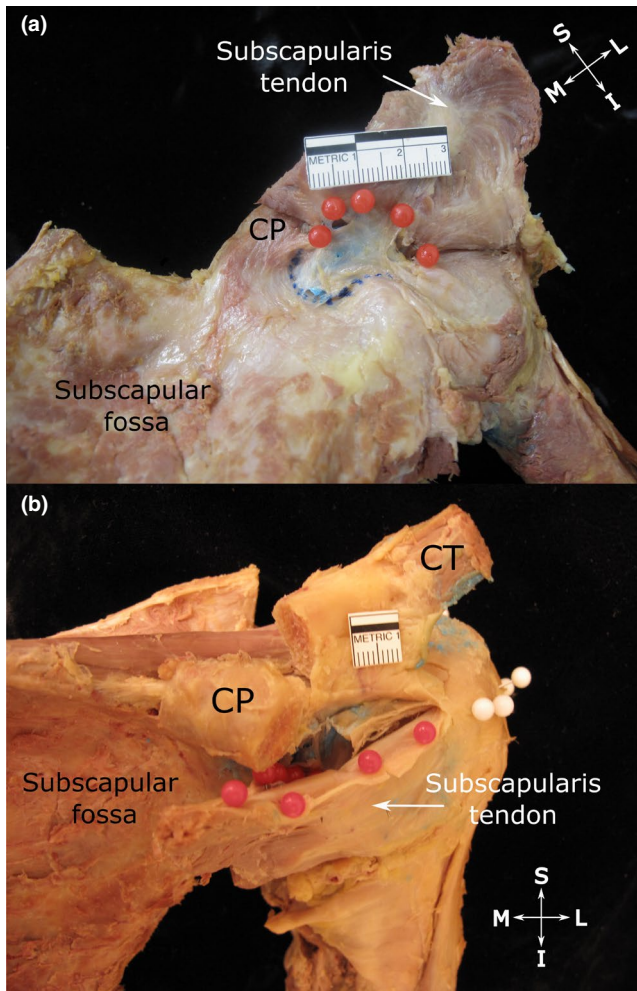 (a)
Subscapularis
tendon
S
L
M
I
METRIC 1 2 3
CP
Subscapular
fossa
(b)
CT
METRIC 1
CP
Subscapular
fossa
Subscapularis
tendon
S
M L
I